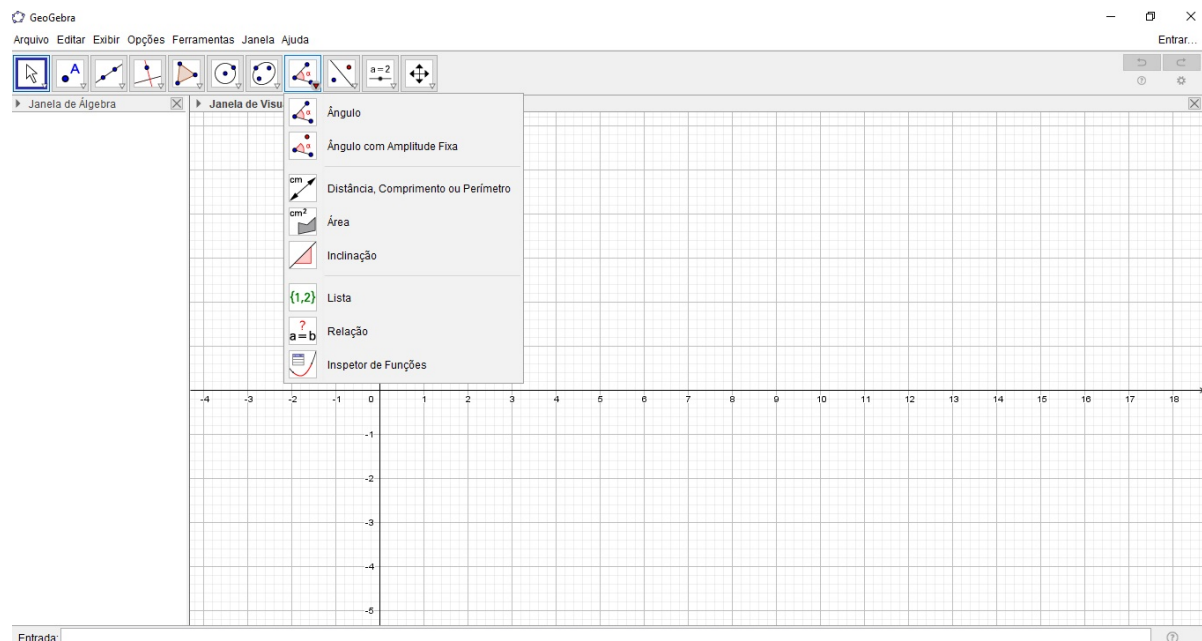 GeoGebra
Arquivo Editar Exibir Opções Ferramentas Janela Ajuda
Entrar...
A
α
a=2
Janela de Álgebra
Janela de Visu
α Ângulo
α Ângulo com Amplitude Fixa
cm Distância, Comprimento ou Perímetro
cm² Área
Inclinação
{1,2} Lista
? a=b Relação
Inspetor de Funções
-4 -3 -2 -1 0 1 2 3 4 5 6 7 8 9 10 11 12 13 14 15 16 17 18
-1
-2
-3
-4
-5
Entrada: